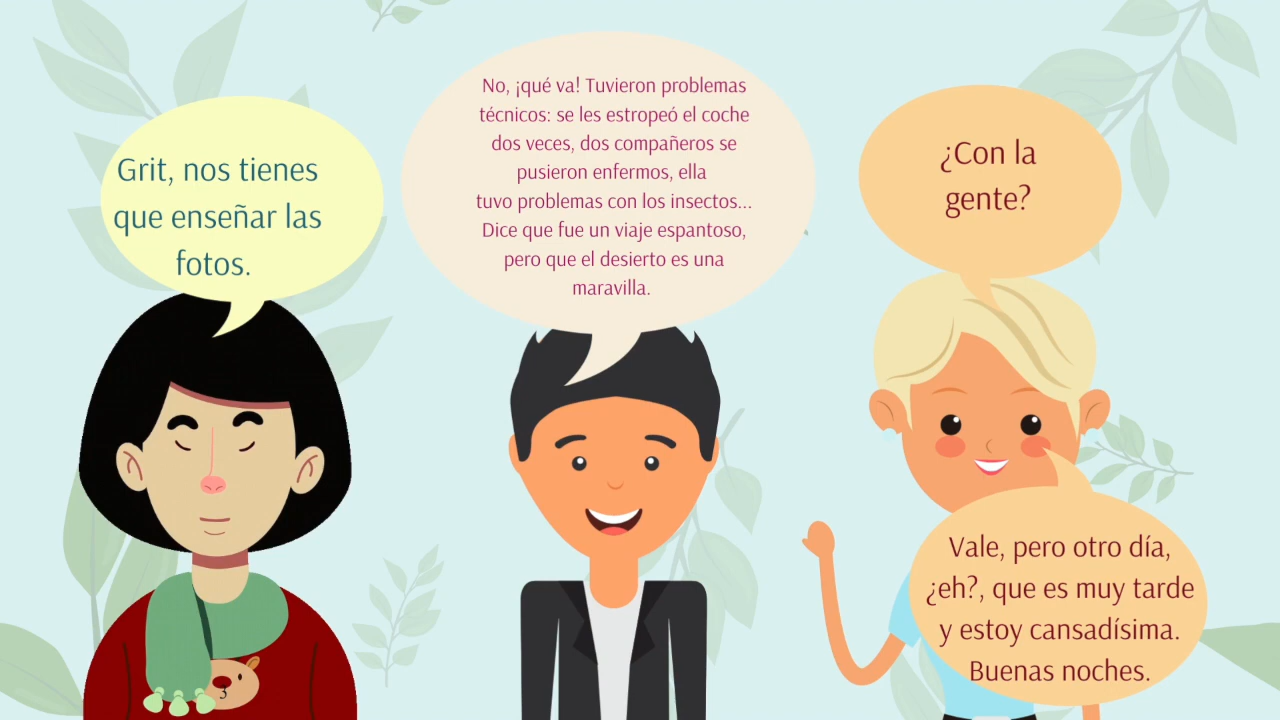 Grit, nos tienes
que enseñar las
fotos.
No, ¡qué va! Tuvieron problemas
técnicos: se les estropeó el coche
dos veces, dos compañeros se
pusieron enfermos, ella
tuvo problemas con los insectos...
Dice que fue un viaje espantoso,
pero que el desierto es una
maravilla.
¿Con la
gente?
Vale, pero otro día,
¿eh?, que es muy tarde
y estoy cansadísima.
Buenas noches.